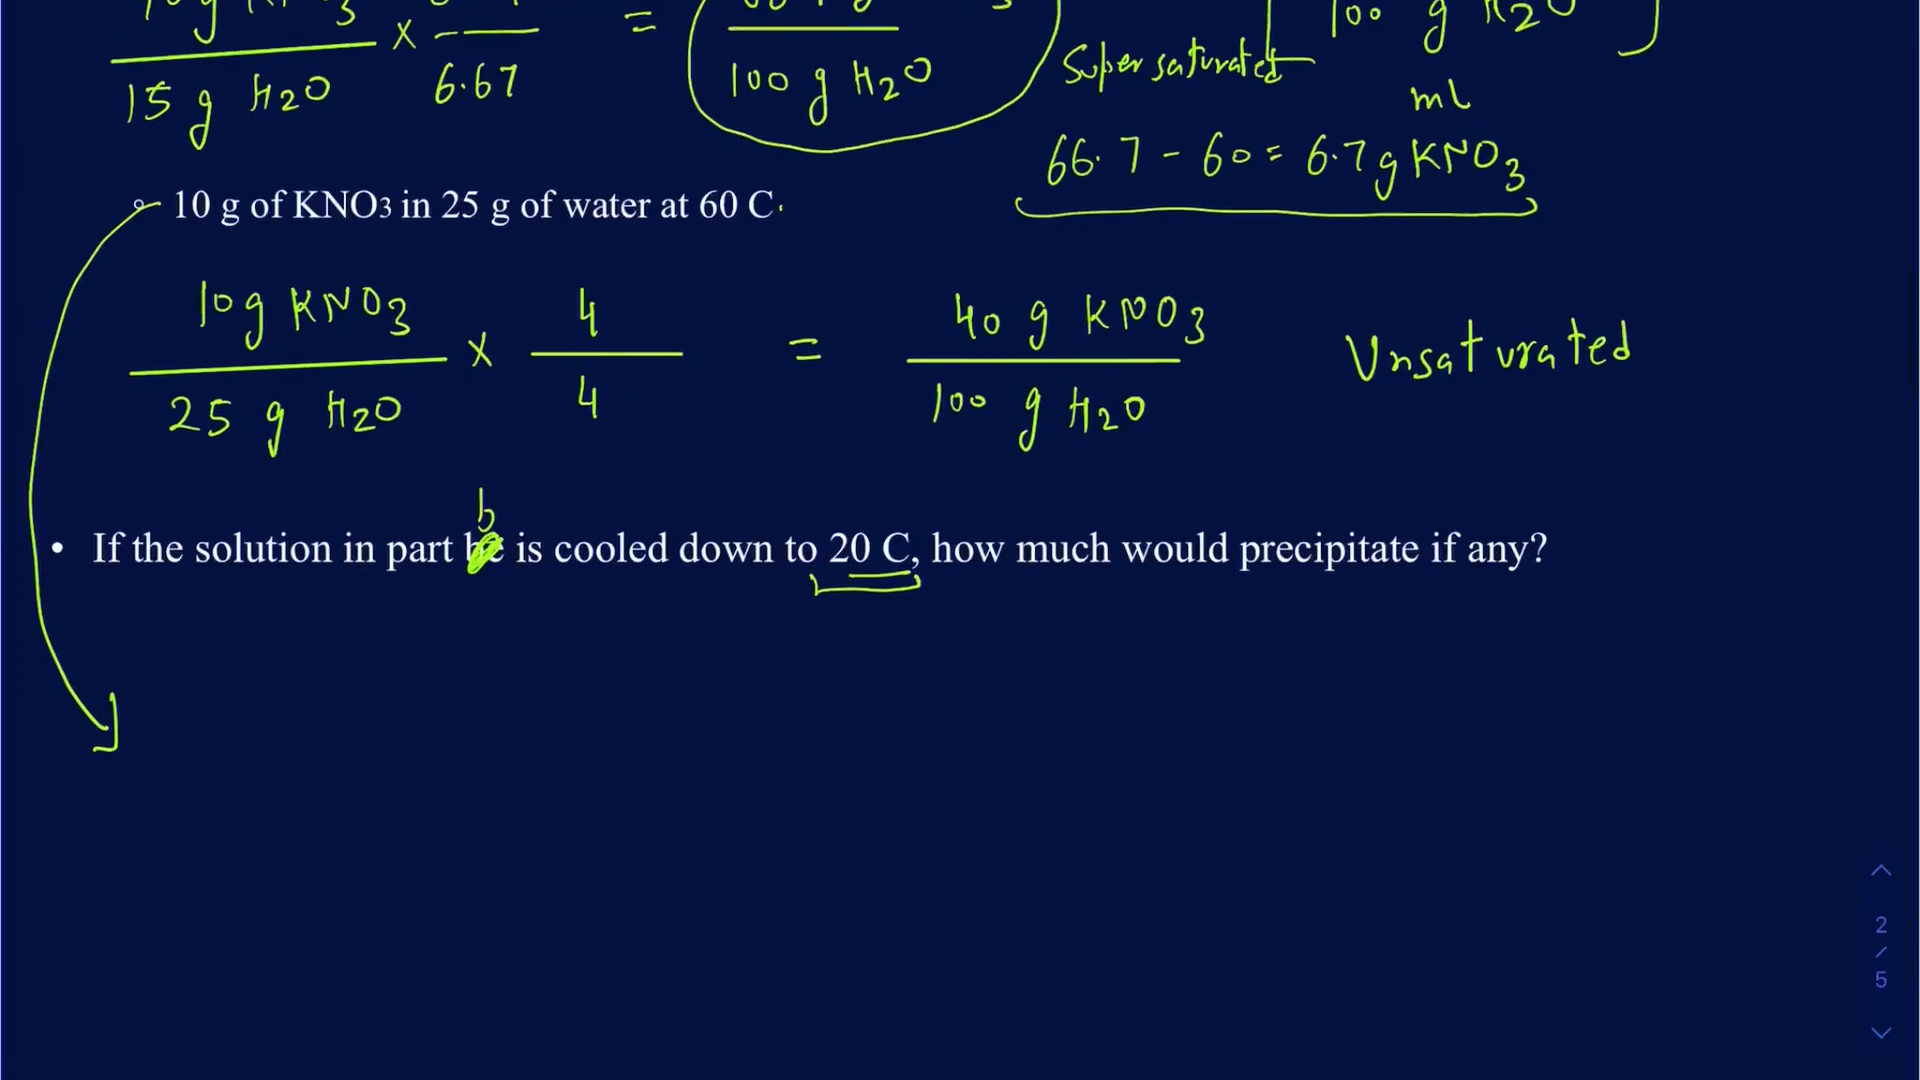 15 g H2O × 6.67 = 100 g H2O Supersaturated 100 g H2O
ml
66.7 - 60 = 6.7 g KNO3
10 g of KNO3 in 25 g of water at 60 C.
10 g KNO3 × 4 = 40 g KNO3 Unsaturated
25 g H2O 4 100 g H2O
b
If the solution in part is cooled down to 20 C, how much would precipitate if any?
2
/
5